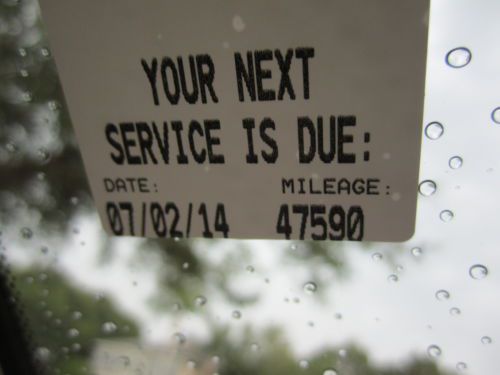 YOUR NEXT
SERVICE IS DUE:
DATE: MILEAGE:
07/02/14 47590